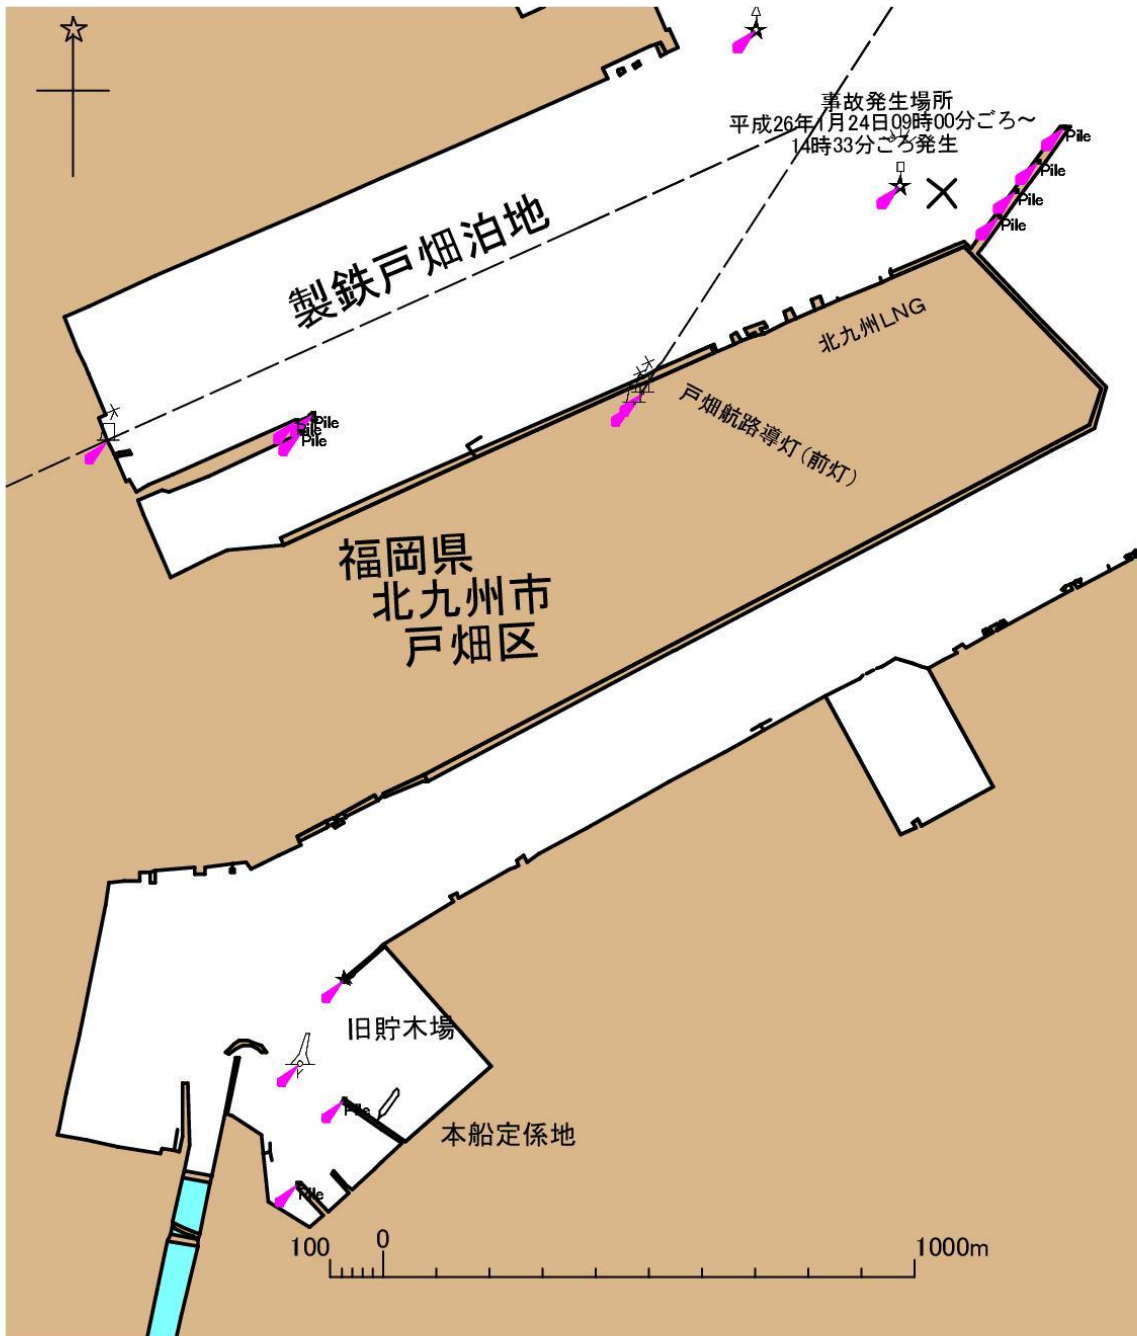 事故発生場所
平成26年1月24日09時00分ごろ～
14時33分ごろ発生
Pile
Pile
Pile
Pile
製鉄戸畑泊地
北九州LNG
戸畑航路導灯(前灯)
Pile
Pile
Pile
福岡県
北九州市
戸畑区
旧貯木場
Pile
本船定係地
Pile
100 0 1000m